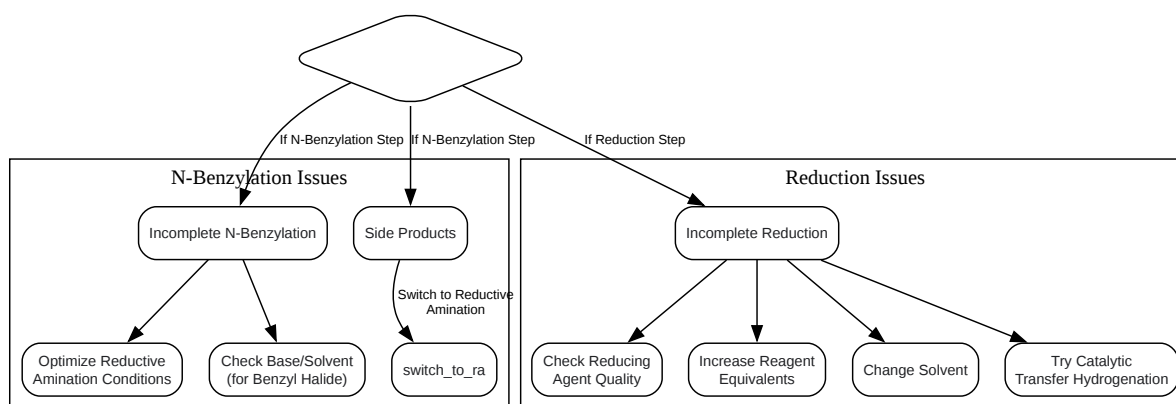 If N-Benzylation Step
If N-Benzylation Step
If Reduction Step
N-Benzylation Issues
Reduction Issues
Incomplete N-Benzylation
Side Products
Incomplete Reduction
Switch to Reductive
Amination
Optimize Reductive
Amination Conditions
Check Base/Solvent
(for Benzyl Halide)
switch_to_ra
Check Reducing
Agent Quality
Increase Reagent
Equivalents
Change Solvent
Try Catalytic
Transfer Hydrogenation